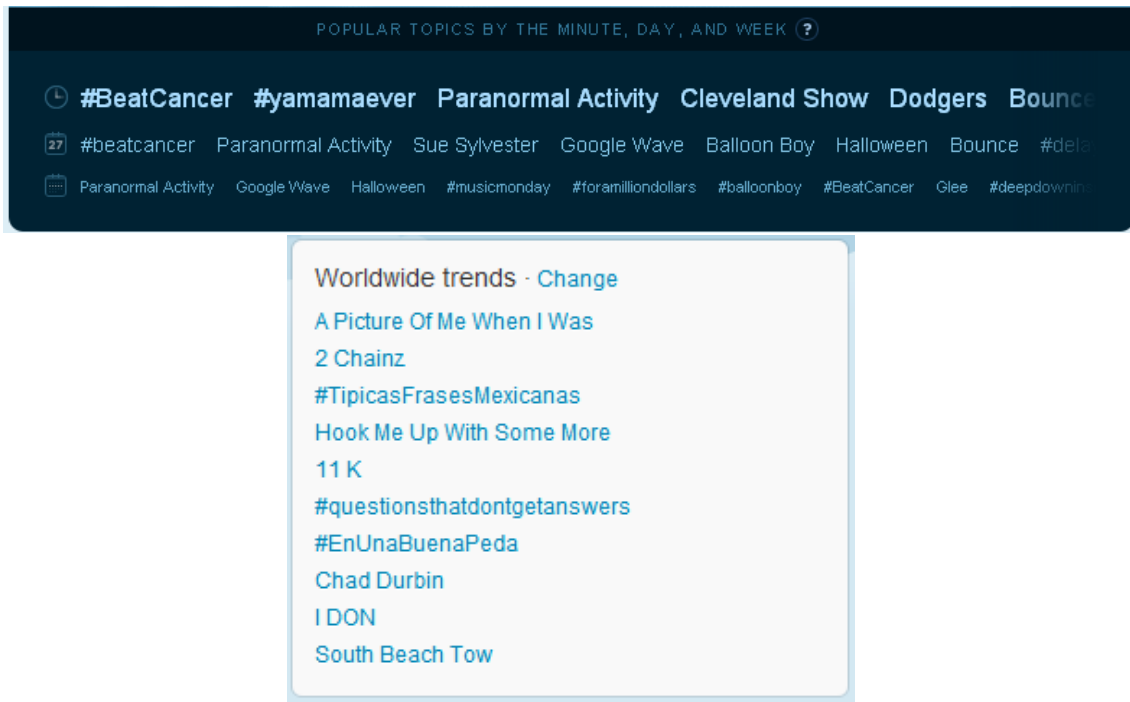 POPULAR TOPICS BY THE MINUTE, DAY, AND WEEK ?
#BeatCancer #yamamaever Paranormal Activity Cleveland Show Dodgers Bounce
27 #beatcancer Paranormal Activity Sue Sylvester Google Wave Balloon Boy Halloween Bounce
Paranormal Activity Google Wave Halloween #musicmonday #foramilliondollars #balloonboy #BeatCancer Glee
Worldwide trends · Change
A Picture Of Me When I Was
2 Chainz
#TipicasFrasesMexicanas
Hook Me Up With Some More
11 K
#questionsthatdontgetanswers
#EnUnaBuenaPeda
Chad Durbin
I DON
South Beach Tow